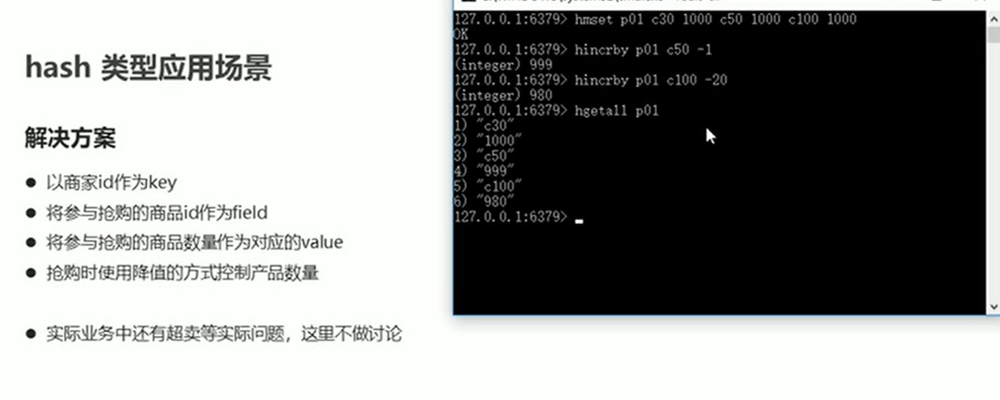 hash 类型应用场景
解决方案
● 以商家id作为key
● 将参与抢购的商品id作为field
● 将参与抢购的商品数量作为对应的value
● 抢购时使用降值的方式控制产品数量
● 实际业务中还有超卖等实际问题，这里不做讨论
127.0.0.1:6379> hmset p01 c30 1000 c50 1000 c100 1000
OK
127.0.0.1:6379> hincrby p01 c50 -1
(integer) 999
127.0.0.1:6379> hincrby p01 c100 -20
(integer) 980
127.0.0.1:6379> hgetall p01
1) "c30"
2) "1000"
3) "c50"
4) "999"
5) "c100"
6) "980"
127.0.0.1:6379>